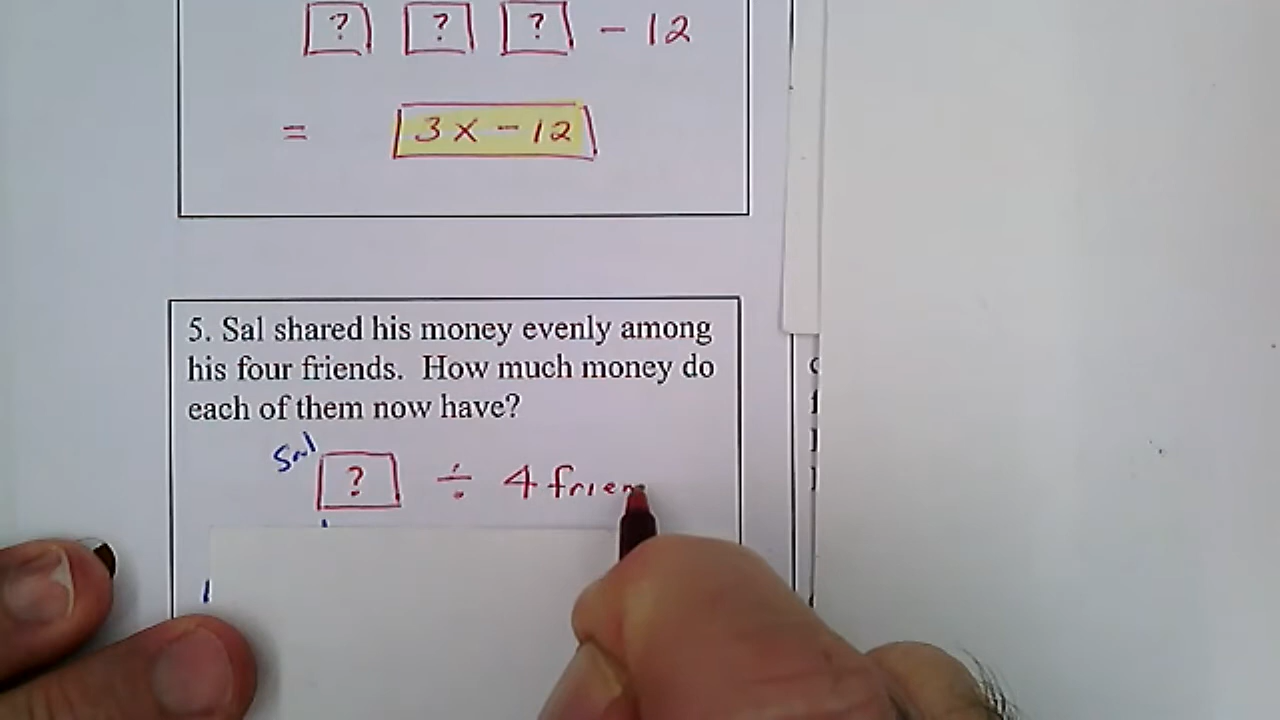 ? ? ? - 12
= 3x - 12
5. Sal shared his money evenly among
his four friends. How much money do
each of them now have?
Sal
? ÷ 4 frien